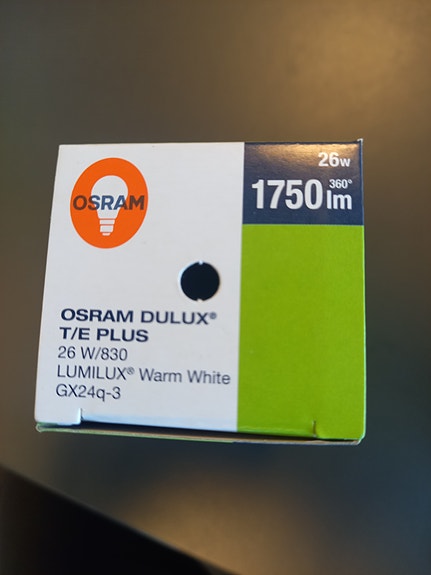 OSRAM
26w
1750 lm
360°
OSRAM DULUX®
T/E PLUS
26 W/830
LUMILUX® Warm White
GX24q-3